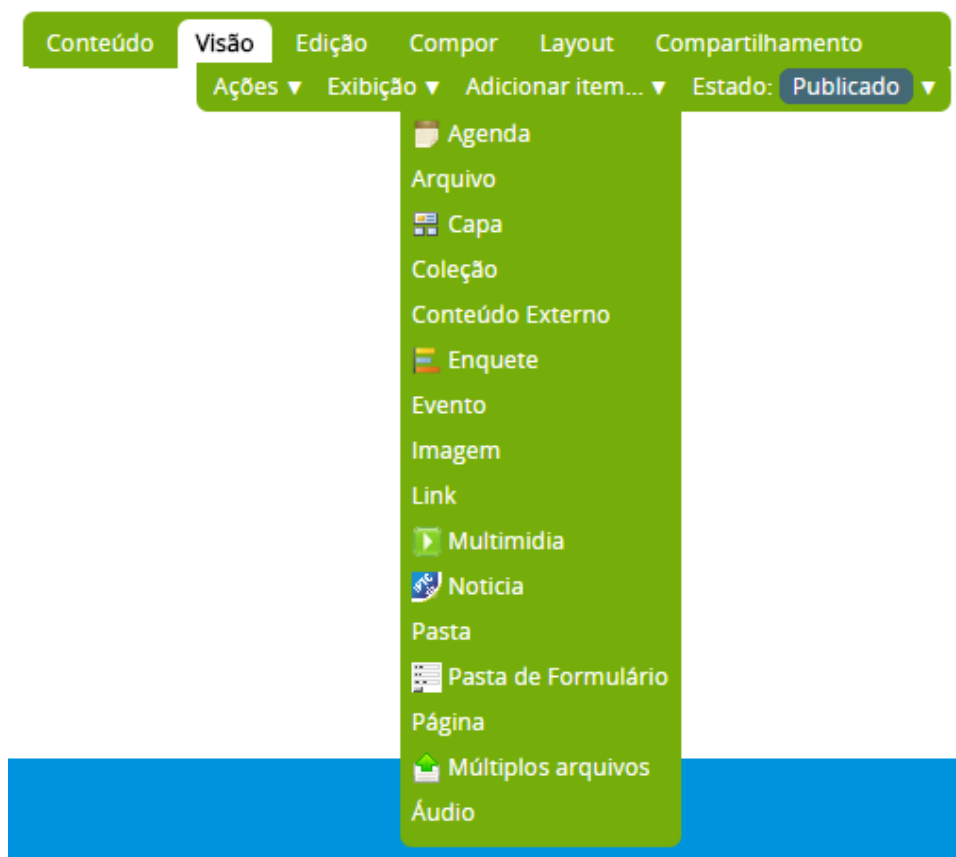 Conteúdo Visão Edição Compor Layout Compartilhamento
Ações ▼ Exibição ▼ Adicionar item... ▼ Estado: Publicado ▼
Agenda
Arquivo
Capa
Coleção
Conteúdo Externo
Enquete
Evento
Imagem
Link
Multimidia
Noticia
Pasta
Pasta de Formulário
Página
Múltiplos arquivos
Áudio